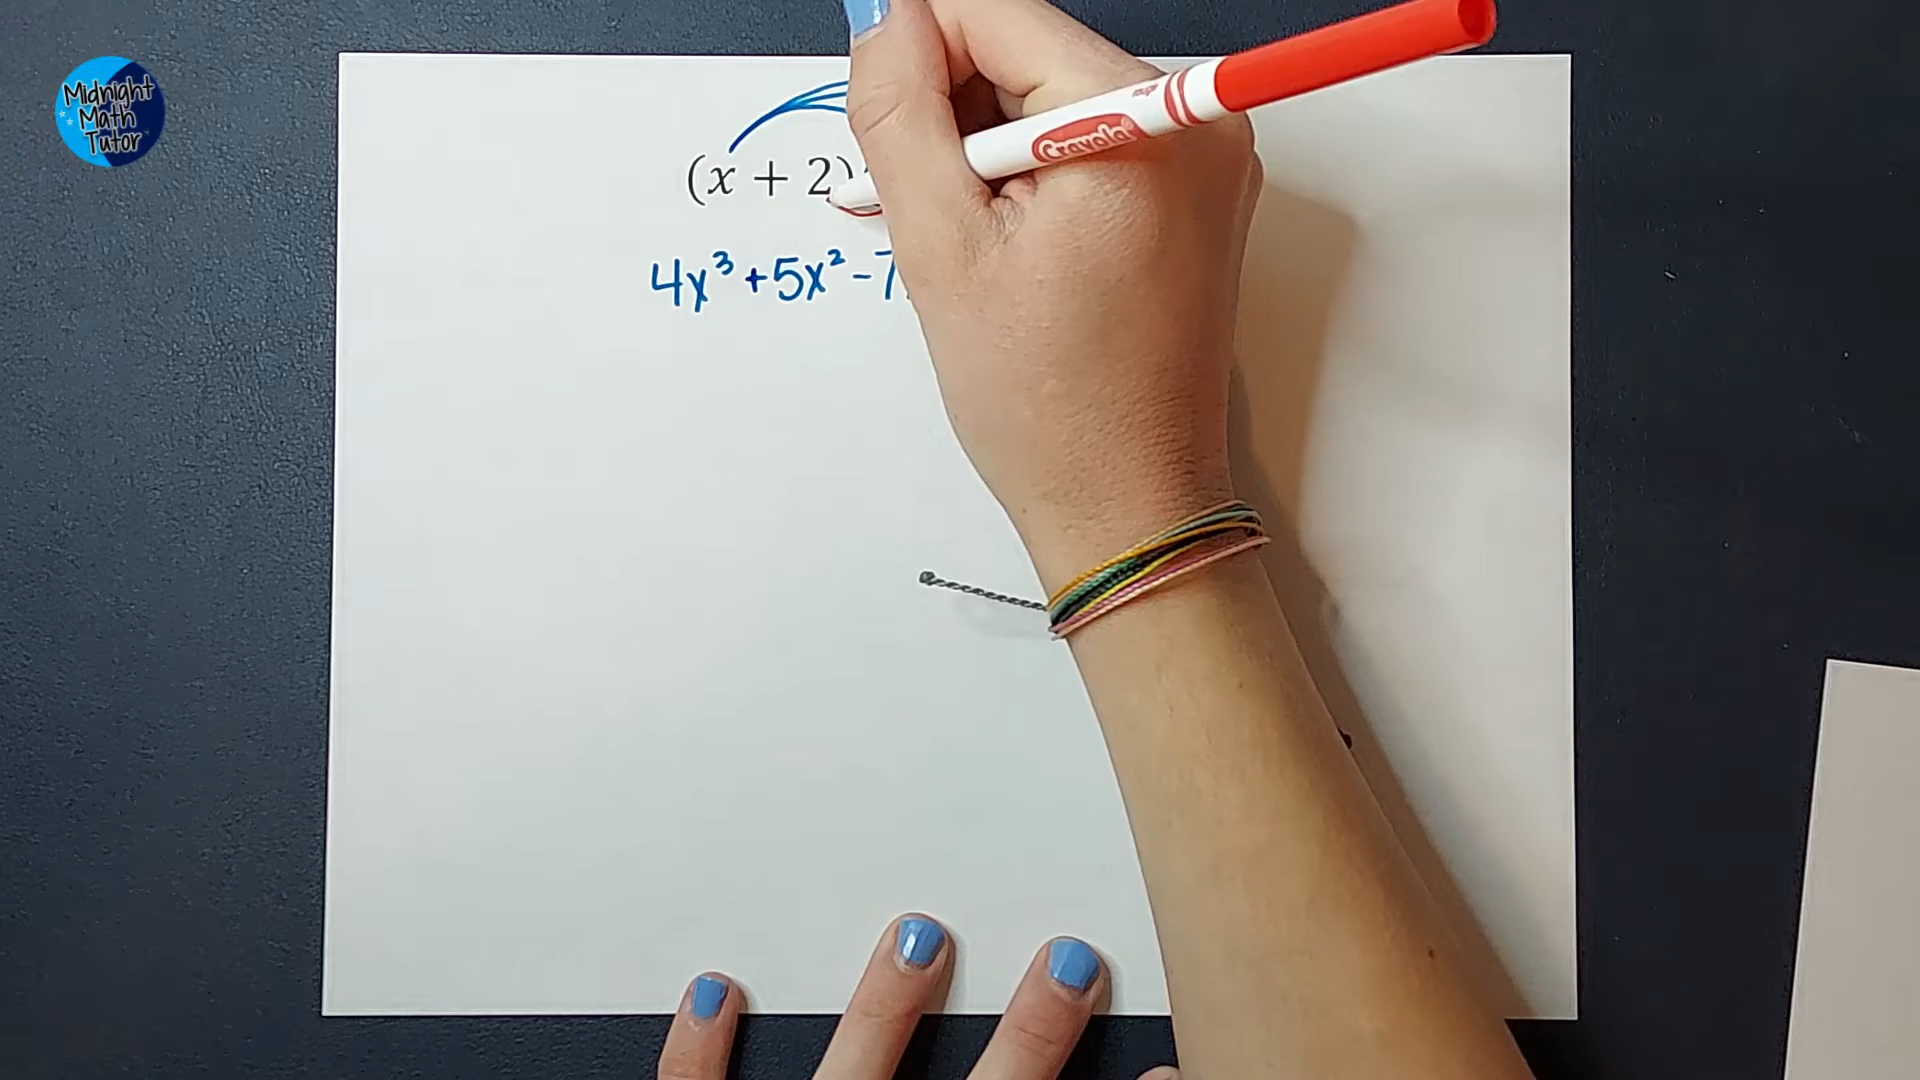 Midnight
Math
Tutor
Crayola
(x + 2)
4x³ + 5x² - 7